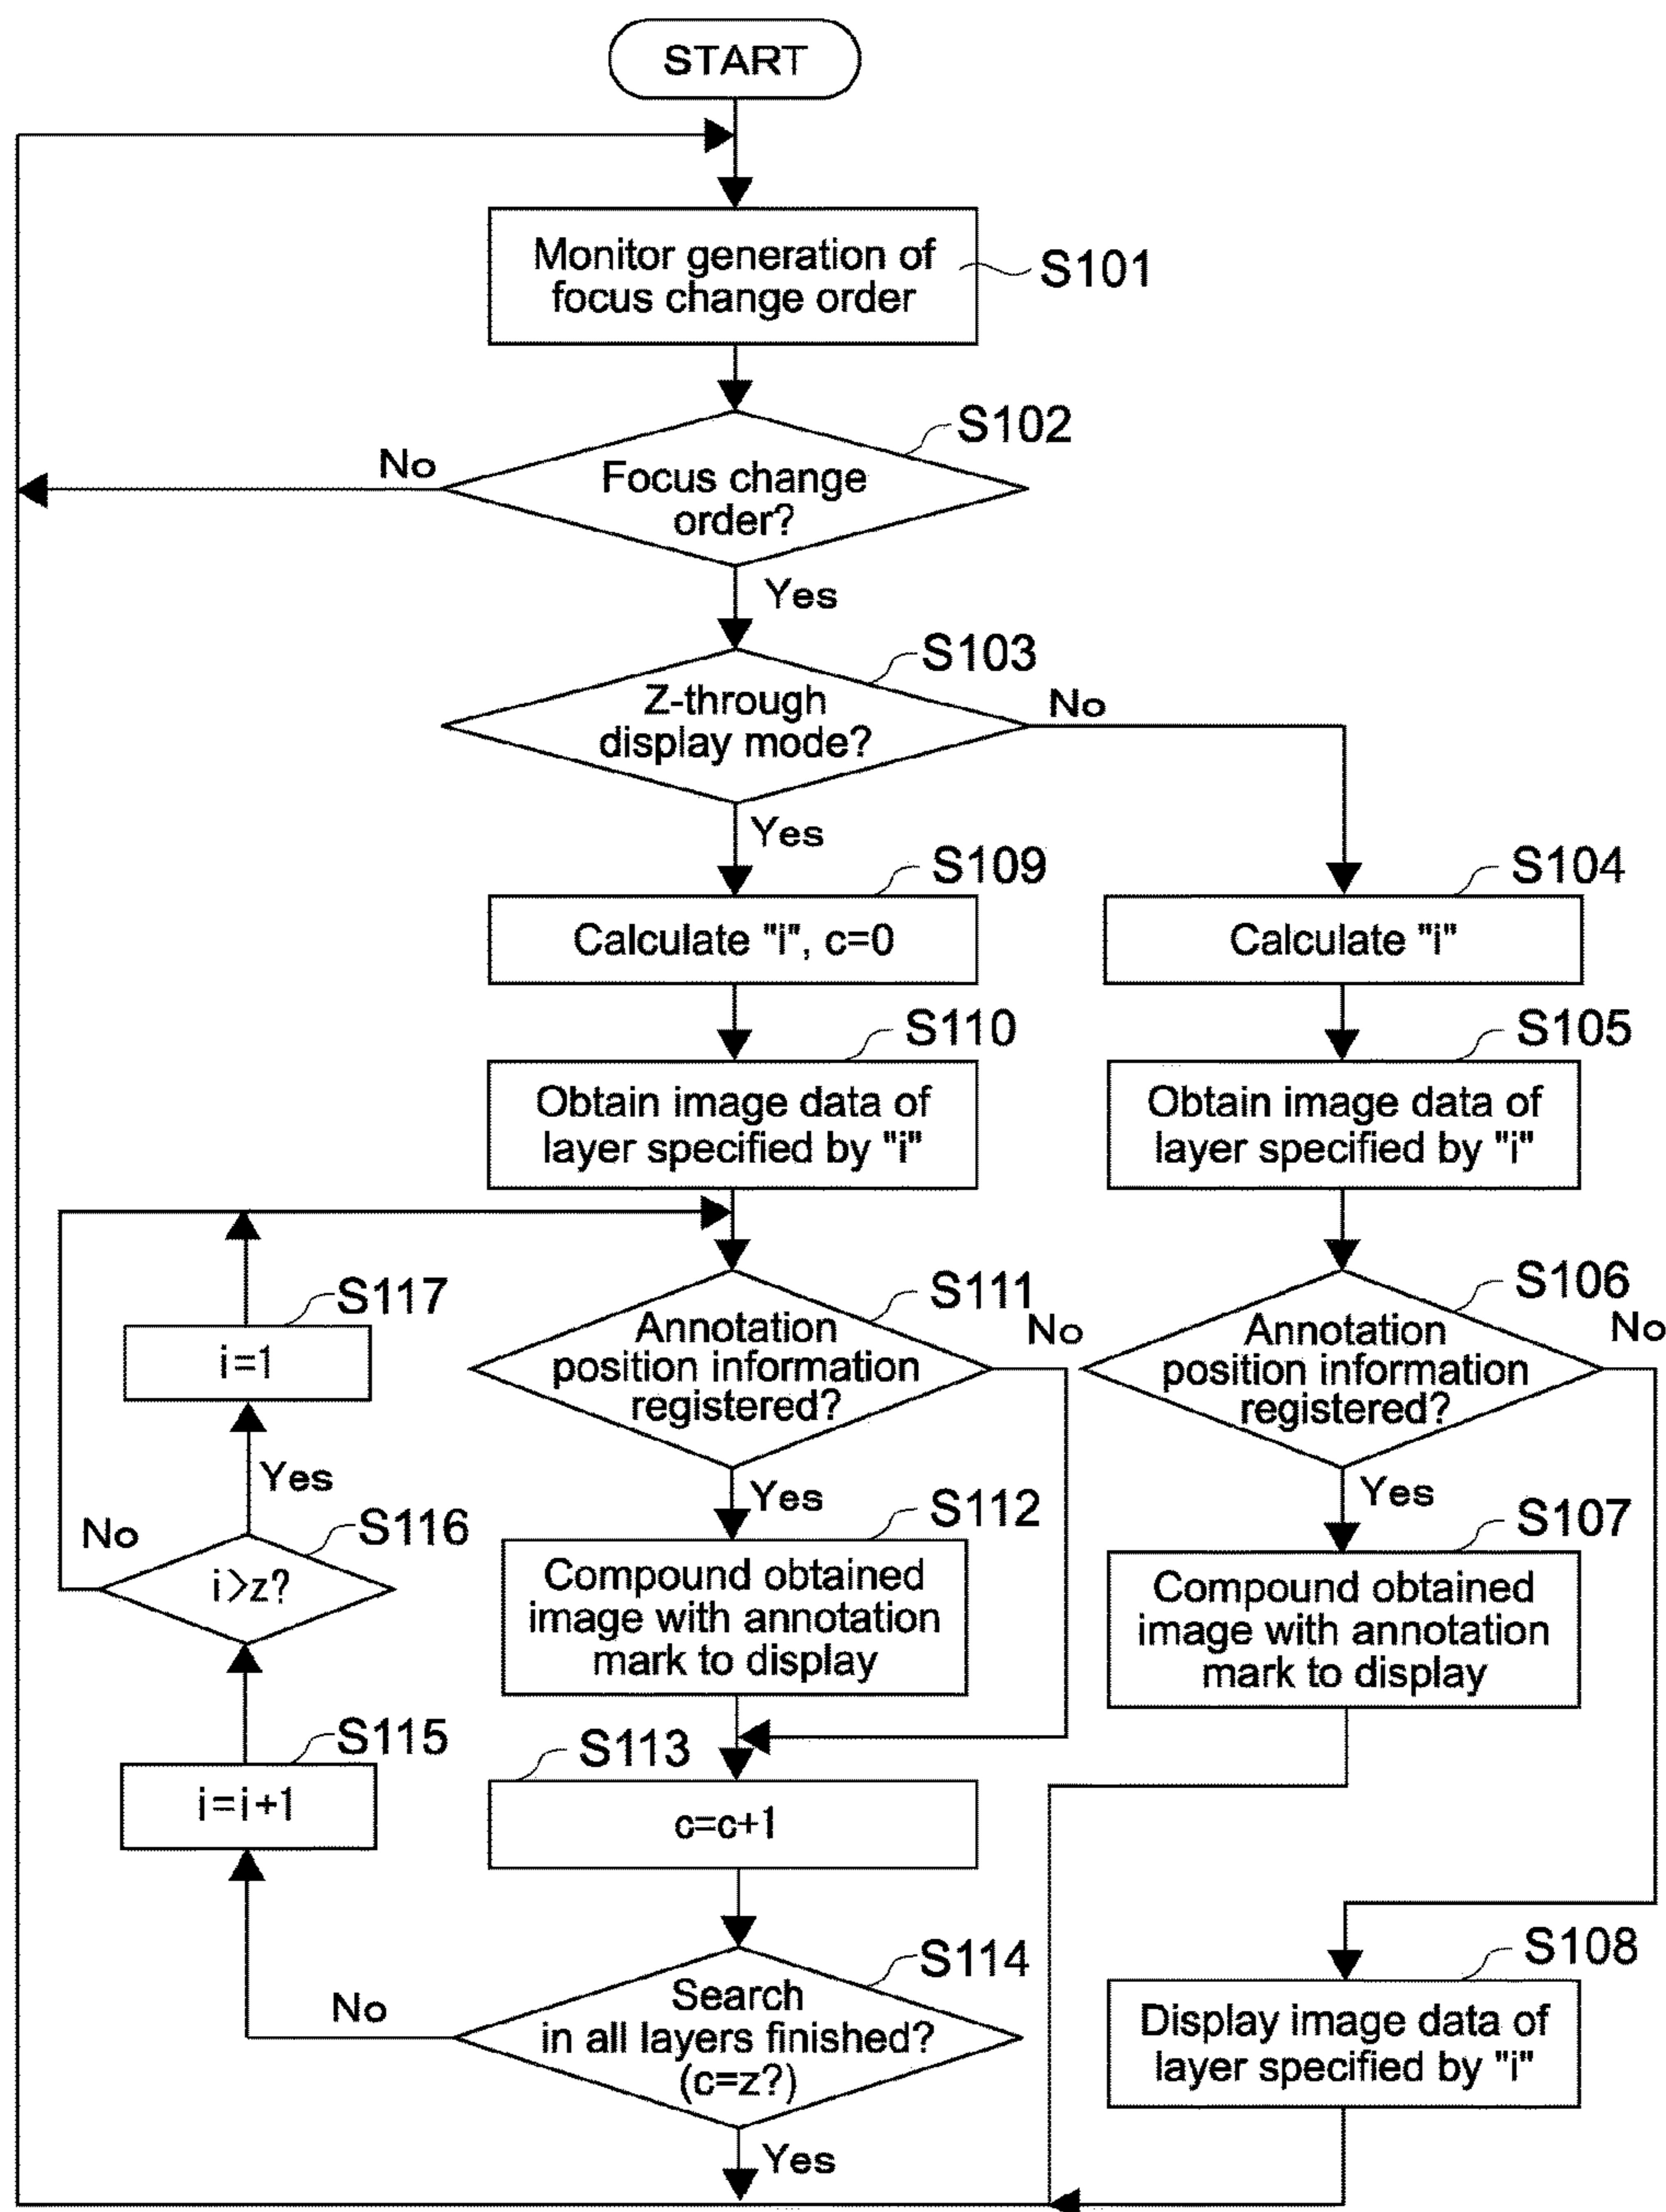 START
Monitor generation of
focus change order
S101
S102
No
Focus change
order?
Yes
S103
Z-through
display mode?
No
Yes
S109
Calculate "i", c=0
S104
Calculate "i"
S110
Obtain image data of
layer specified by "i"
S105
Obtain image data of
layer specified by "i"
S117
i=1
S111
Annotation
position information
registered?
No
S106
Annotation
position information
registered?
No
Yes
Yes
Yes
S116
No
i>z?
S112
Compound obtained
image with annotation
mark to display
S107
Compound obtained
image with annotation
mark to display
S115
i=i+1
S113
c=c+1
S114
Search
in all layers finished?
(c=z?)
No
Yes
S108
Display image data of
layer specified by "i"